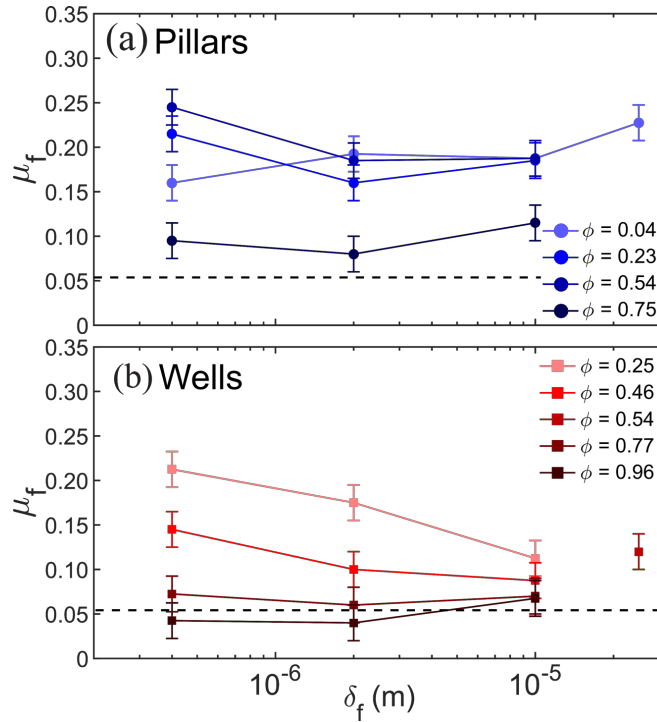 (a) Pillars
0.35
0.30
0.25
0.20
0.15
0.10
0.05
0
μf
ϕ = 0.04
ϕ = 0.23
ϕ = 0.54
ϕ = 0.75
(b) Wells
0.35
0.30
0.25
0.20
0.15
0.10
0.05
0
μf
ϕ = 0.25
ϕ = 0.46
ϕ = 0.54
ϕ = 0.77
ϕ = 0.96
10⁻⁶
10⁻⁵
δf (m)